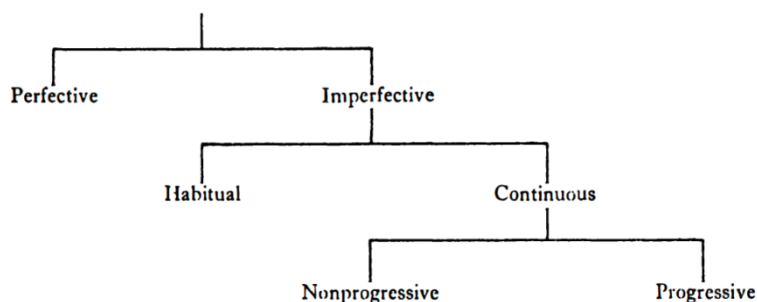 Perfective Imperfective
Habitual Continuous
Nonprogressive Progressive